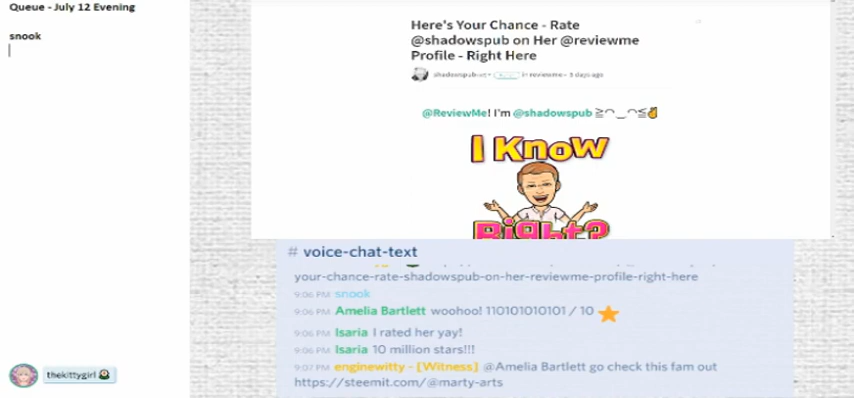 Queue - July 12 Evening
snook
thekittygirl
Here's Your Chance - Rate
@shadowspub on Her @reviewme
Profile - Right Here
shadowspub in reviewme - 3 days ago
@ReviewMe! I'm @shadowspub ≧◠‿◠≦✌
I Know
Right?
# voice-chat-text
your-chance-rate-shadowspub-on-her-reviewme-profile-right-here
9:06 PM snook
9:06 PM Amelia Bartlett woohoo! 110101010101 / 10 ⭐
9:06 PM Isaria I rated her yay!
9:06 PM Isaria 10 million stars!!!
9:07 PM enginewitty - [Witness] @Amelia Bartlett go check this fam out
https://steemit.com/@marty-arts